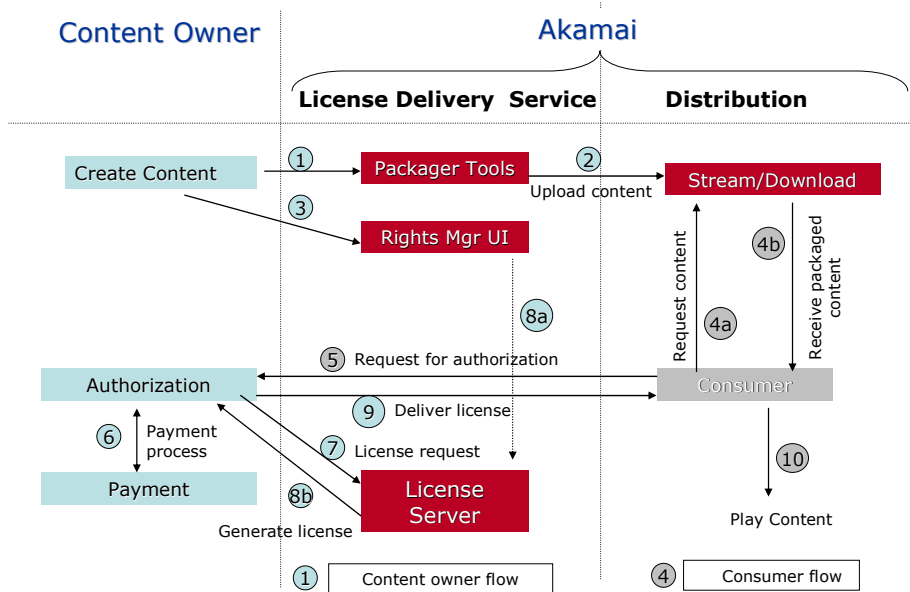 Content Owner
Akamai
License Delivery Service
Distribution
Create Content
1
Packager Tools
2
Upload content
Stream/Download
3
Rights Mgr UI
Request content
4a
4b
Receive packaged
content
8a
5
Request for authorization
Authorization
Consumer
9
Deliver license
6
Payment
process
7
License request
10
Payment
8b
License
Server
Generate license
Play Content
1
Content owner flow
4
Consumer flow